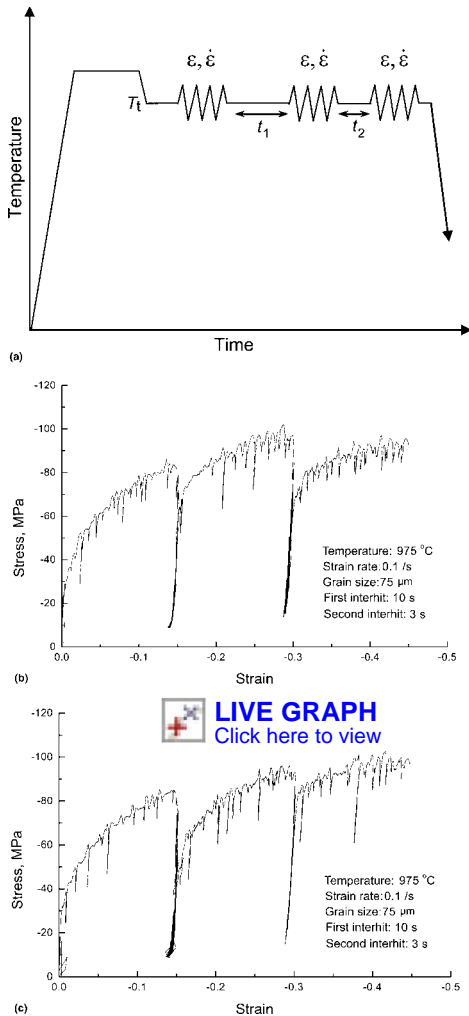 ε, ε̇ ε, ε̇ ε, ε̇
Tt
t1 t2
Temperature
Time
(a)
-120
-100
-80
-60
-40
-20
0
Stress, MPa
Temperature: 975 °C
Strain rate: 0.1 /s
Grain size: 75 μm
First interhit: 10 s
Second interhit: 3 s
0.0 -0.1 -0.2 -0.3 -0.4 -0.5
Strain
(b)
LIVE GRAPH
Click here to view
-120
-100
-80
-60
-40
-20
0
Stress, MPa
Temperature: 975 °C
Strain rate: 0.1 /s
Grain size: 75 μm
First interhit: 10 s
Second interhit: 3 s
0.0 -0.1 -0.2 -0.3 -0.4 -0.5
Strain
(c)